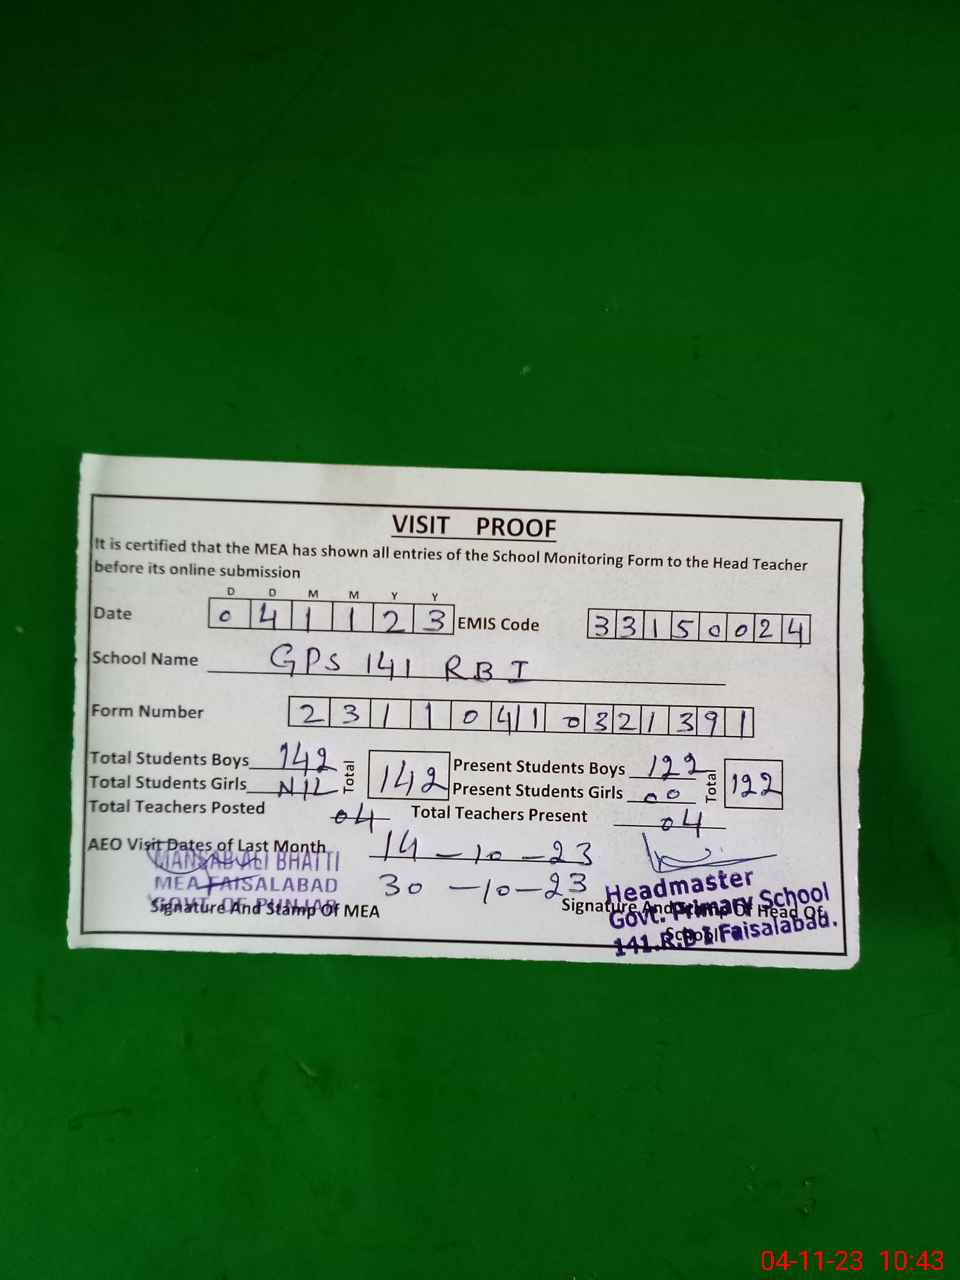 VISIT PROOF
It is certified that the MEA has shown all entries of the School Monitoring Form to the Head Teacher
before its online submission
D D M M Y Y
Date 0 4 1 1 2 3 EMIS Code 3 3 1 5 0 0 2 4
School Name GPS 141 RB I
Form Number 2 3 1 1 0 4 1 0 3 2 1 3 9 1
Total Students Boys 142 Total 142 Present Students Boys 122 Total 122
Total Students Girls NIL Present Students Girls 00
Total Teachers Posted 04 Total Teachers Present 04
AEO Visit Dates of Last Month 14-10-23
30-10-23
BHATTI
MEA FAISALABAD
Signature And Stamp Of MEA
Headmaster
Govt. Primary School
141.R.B I Faisalabad.
Signature And Stamp Of Head Of
School
04-11-23 10:43